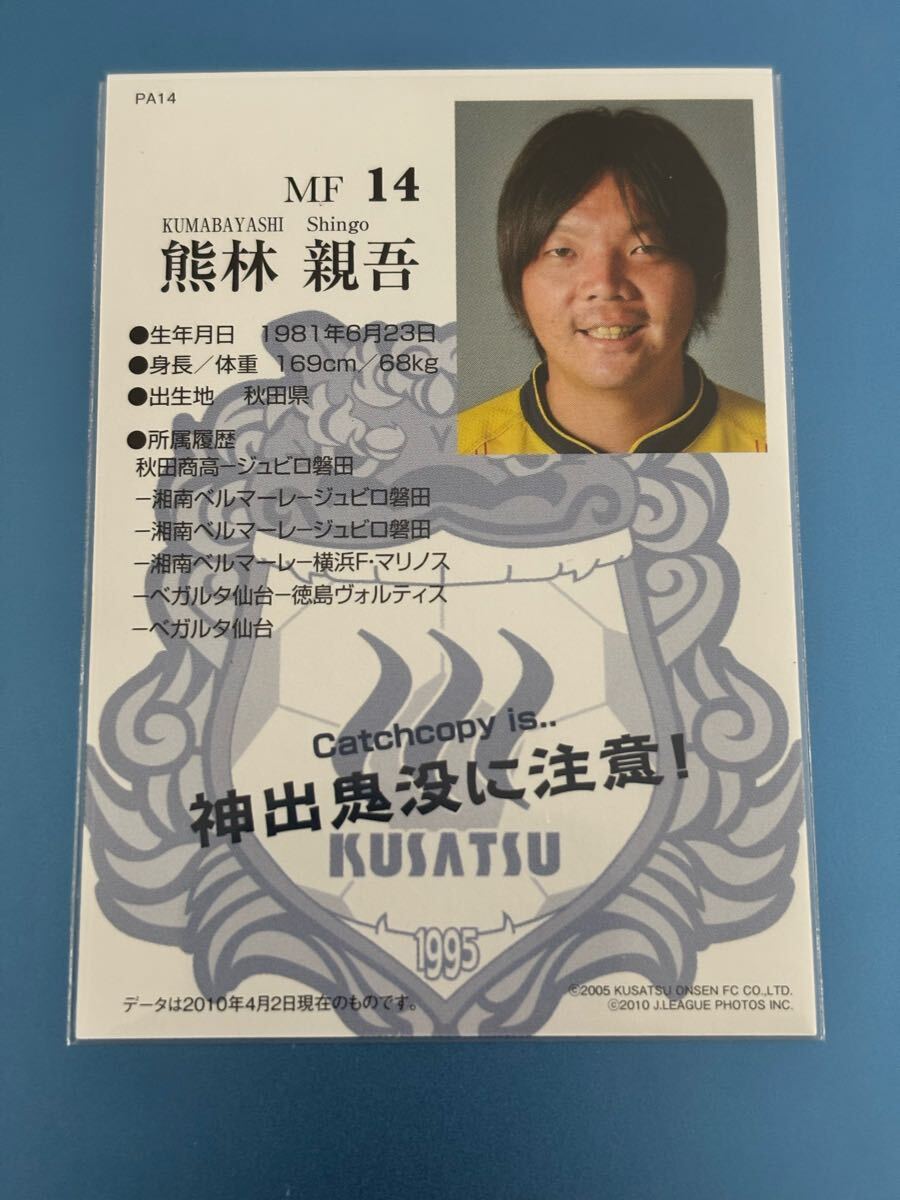 PA14
MF 14
KUMABAYASHI Shingo
熊林 親吾
●生年月日 1981年6月23日
●身長／体重 169cm／68kg
●出生地 秋田県
●所属履歴
秋田商高ージュビロ磐田
ー湘南ベルマーレージュビロ磐田
ー湘南ベルマーレージュビロ磐田
ー湘南ベルマーレー横浜F・マリノス
ーベガルタ仙台ー徳島ヴォルティス
ーベガルタ仙台
Catchcopy is..
神出鬼没に注意！
KUSATSU
1995
データは2010年4月2日現在のものです。
©2005 KUSATSU ONSEN FC CO.,LTD.
©2010 J.LEAGUE PHOTOS INC.